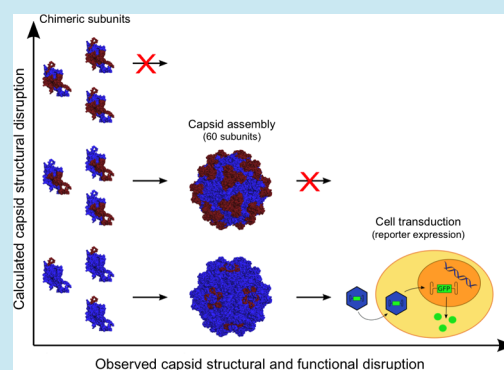 Chimeric subunits
Capsid assembly
(60 subunits)
Cell transduction
(reporter expression)
GFP
Calculated capsid structural disruption
Observed capsid structural and functional disruption